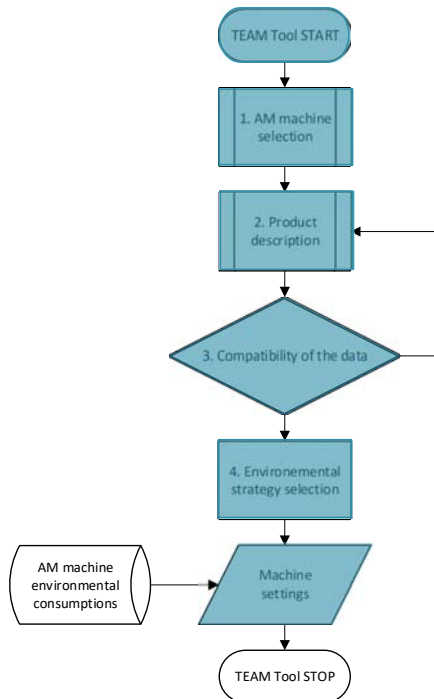 TEAM Tool START
1. AM machine
selection
2. Product
description
3. Compatibility of the data
4. Environemental
strategy selection
AM machine
environmental
consumptions
Machine
settings
TEAM Tool STOP